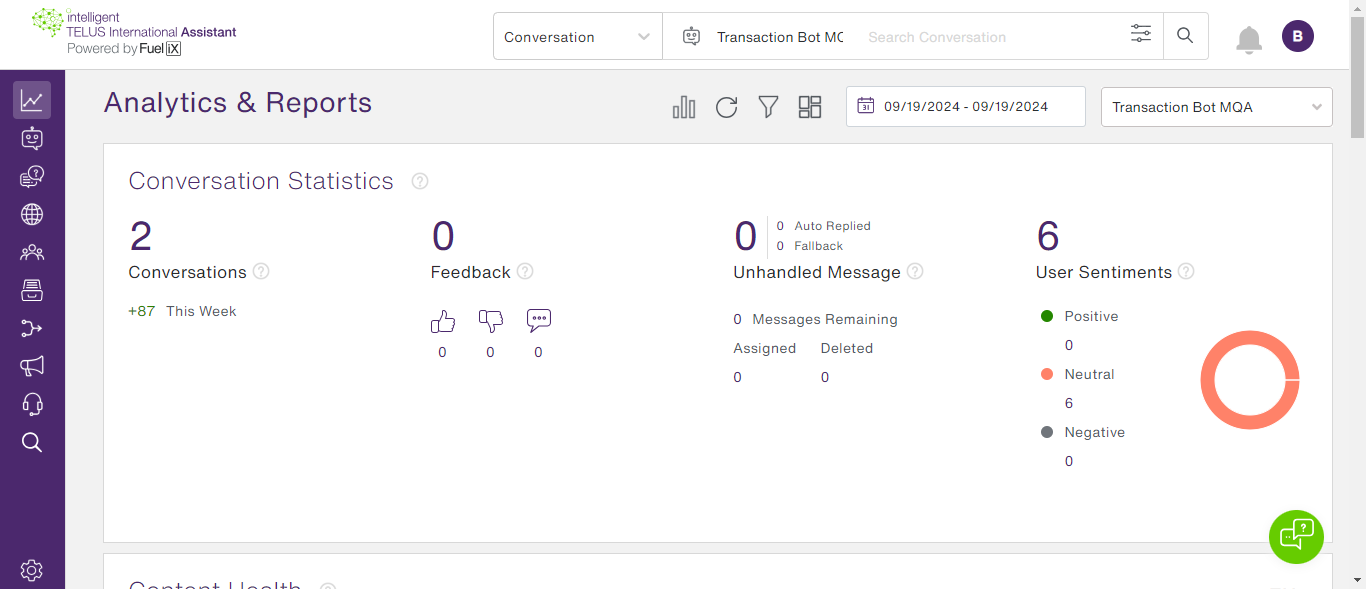 intelligent
TELUS International Assistant
Powered by Fuel iX
Conversation
Transaction Bot MQ
Search Conversation
B
Analytics & Reports
31
09/19/2024 - 09/19/2024
Transaction Bot MQA
Conversation Statistics ?
2
Conversations ?
+87 This Week
0
Feedback ?
0 0 0
0
0 Auto Replied
0 Fallback
Unhandled Message ?
0 Messages Remaining
Assigned Deleted
0 0
6
User Sentiments ?
Positive
0
Neutral
6
Negative
0
Content Health ?